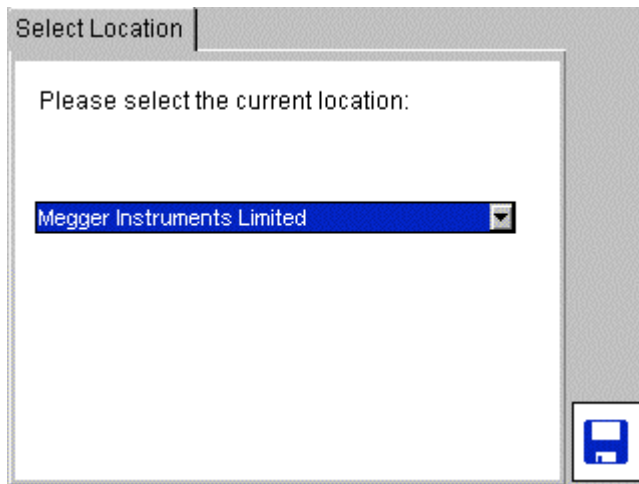 Select Location
Please select the current location:
Megger Instruments Limited